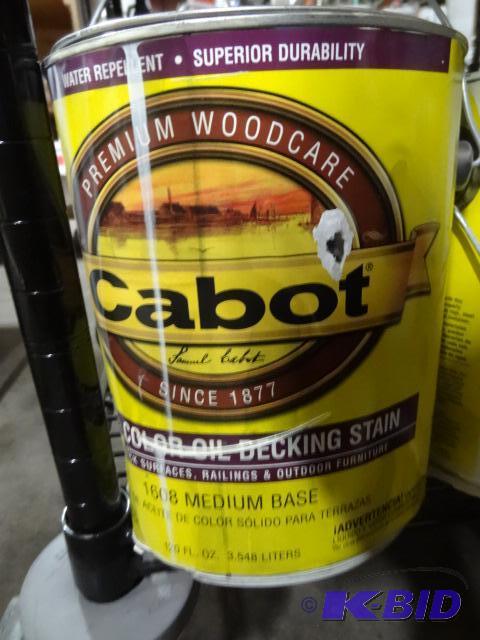 WATER REPELLENT • SUPERIOR DURABILITY
PREMIUM WOODCARE
Cabot®
Samuel Cabot
SINCE 1877
COLOR OIL DECKING STAIN
SURFACES, RAILINGS & OUTDOOR FURNITURE
1608 MEDIUM BASE
ACEITE DE COLOR SÓLIDO PARA TERRAZAS
¡ADVERTENCIA!
120 FL. OZ. 3.548 LITERS
© K-BID